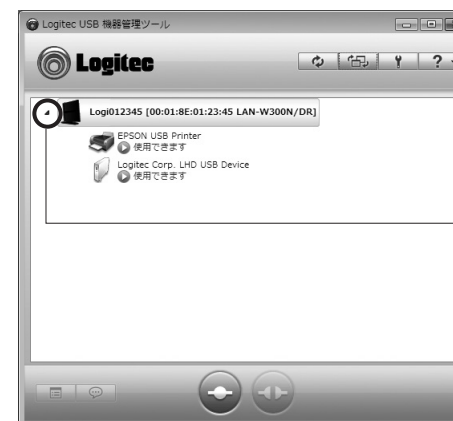 Logitec USB 機器管理ツール
Logitec
?
Logi012345 [00:01:8E:01:23:45 LAN-W300N/DR]
EPSON USB Printer
使用できます
Logitec Corp. LHD USB Device
使用できます